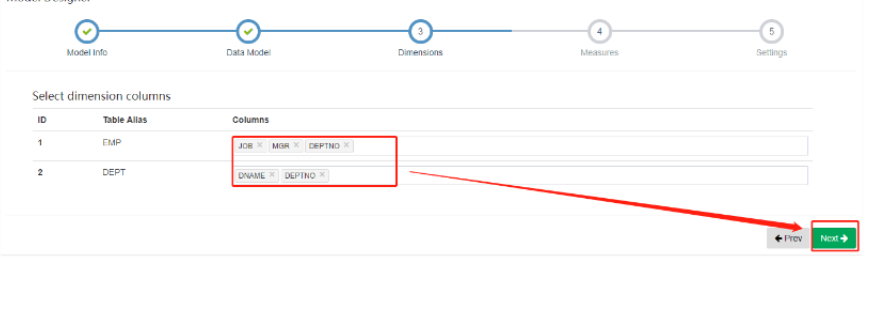 Model Designer
3 4 5
Model Info Data Model Dimensions Measures Settings
Select dimension columns
ID Table Alias Columns
1 EMP JOB × MGR × DEPTNO ×
2 DEPT DNAME × DEPTNO ×
← Prev Next →